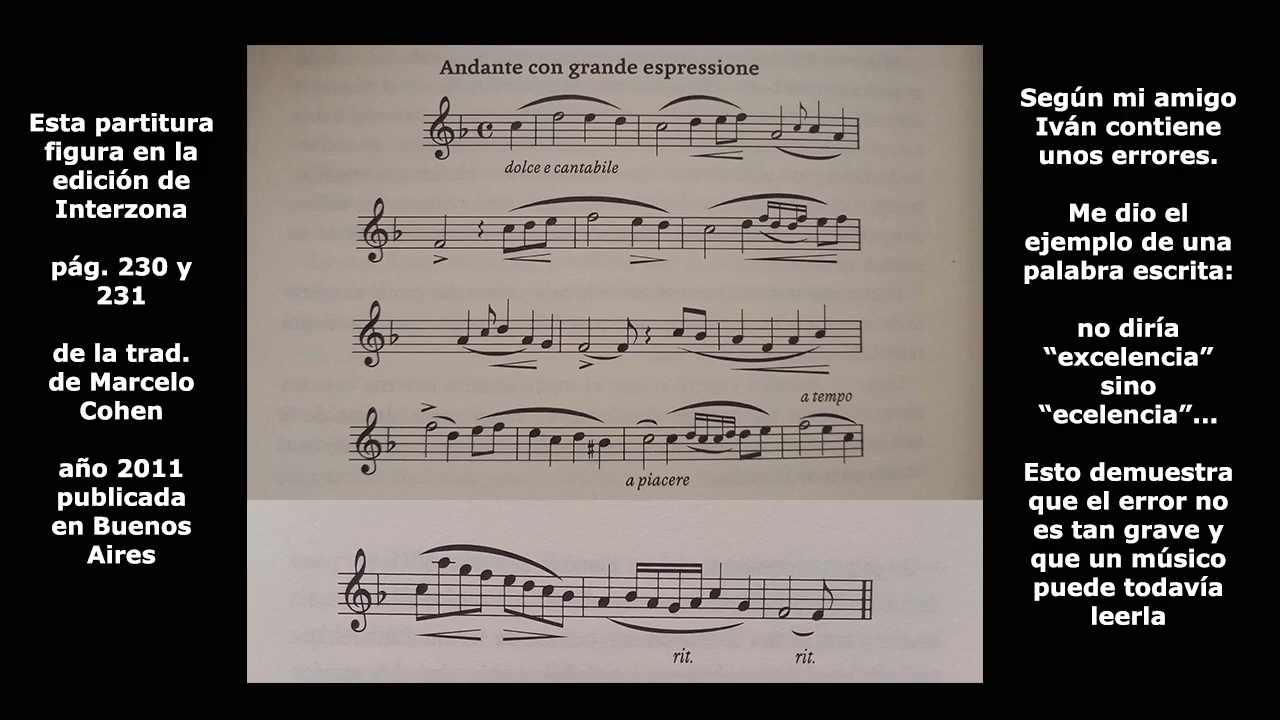 Esta partitura
figura en la
edición de
Interzona
pág. 230 y
231
de la trad.
de Marcelo
Cohen
año 2011
publicada
en Buenos
Aires
Andante con grande espressione
dolce e cantabile
a tempo
a piacere
rit.
rit.
Según mi amigo
Iván contiene
unos errores.
Me dio el
ejemplo de una
palabra escrita:
no diría
“excelencia”
sino
“ecelencia”...
Esto demuestra
que el error no
es tan grave y
que un músico
puede todavía
leerla